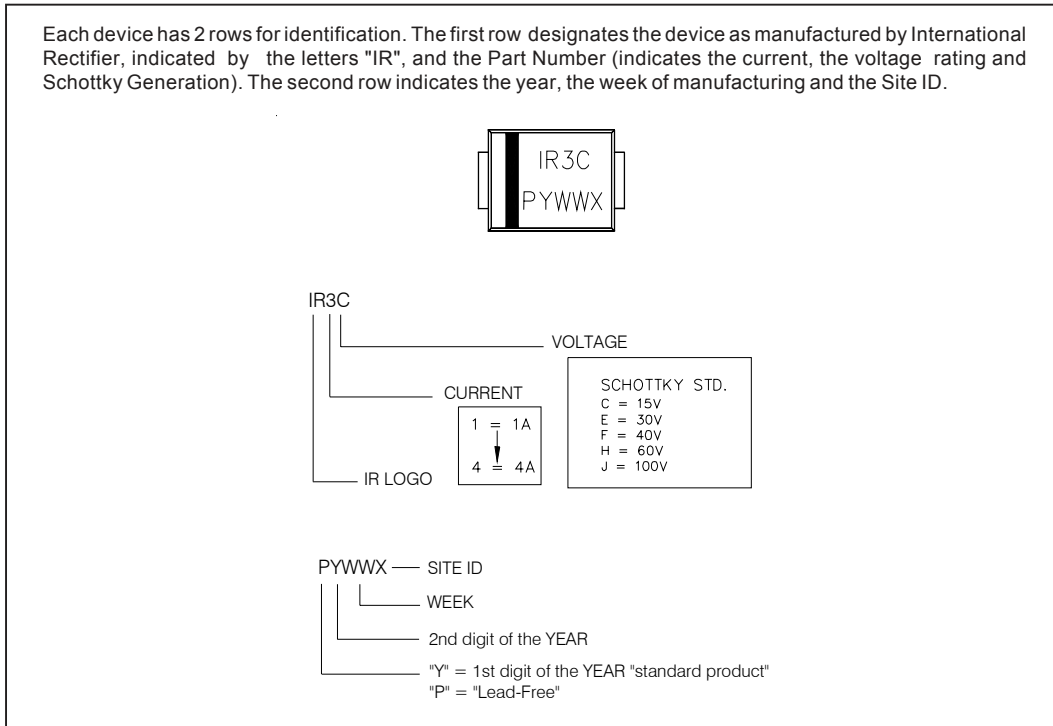 Each device has 2 rows for identification. The first row designates the device as manufactured by International
Rectifier, indicated by the letters "IR", and the Part Number (indicates the current, the voltage rating and
Schottky Generation). The second row indicates the year, the week of manufacturing and the Site ID.
IR3C
PYWWX
IR3C
VOLTAGE
SCHOTTKY STD.
C = 15V
E = 30V
F = 40V
H = 60V
J = 100V
CURRENT
1 = 1A
4 = 4A
IR LOGO
PYWWX
SITE ID
WEEK
2nd digit of the YEAR
"Y" = 1st digit of the YEAR "standard product"
"P" = "Lead-Free"